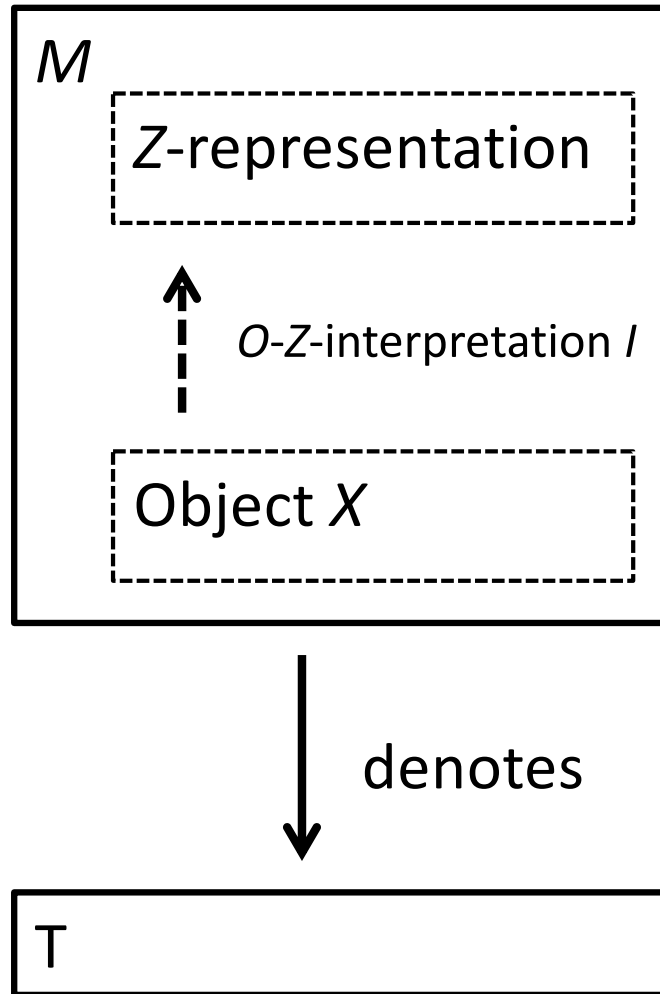 M
Z-representation
O-Z-interpretation I
Object X
denotes
T